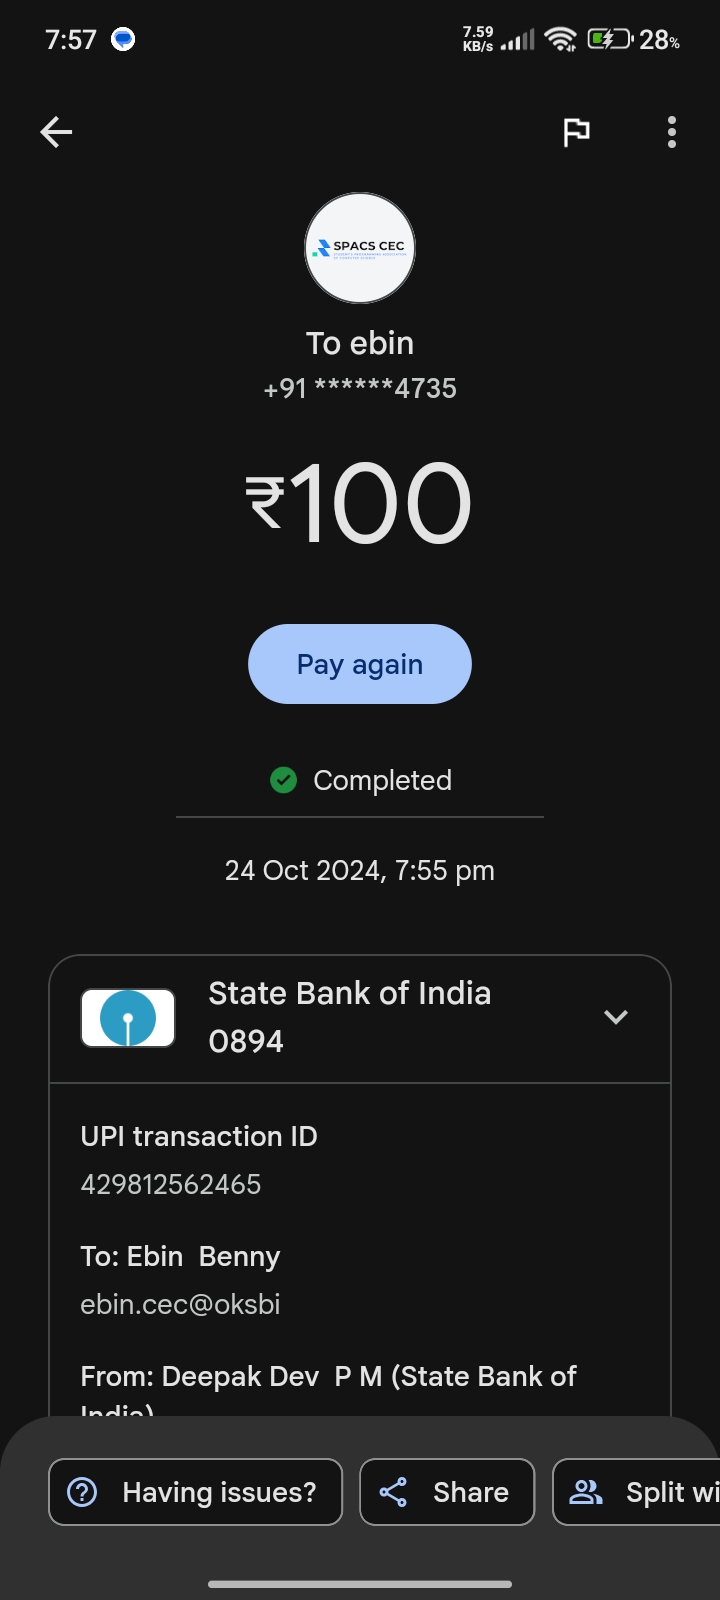 7:57
7.59
KB/s
28%
SPACS CEC
To ebin
+91 ******4735
₹100
Pay again
Completed
24 Oct 2024, 7:55 pm
State Bank of India
0894
UPI transaction ID
429812562465
To: Ebin  Benny
ebin.cec@oksbi
From: Deepak Dev  P M (State Bank of
India)
Having issues?
Share
Split wi